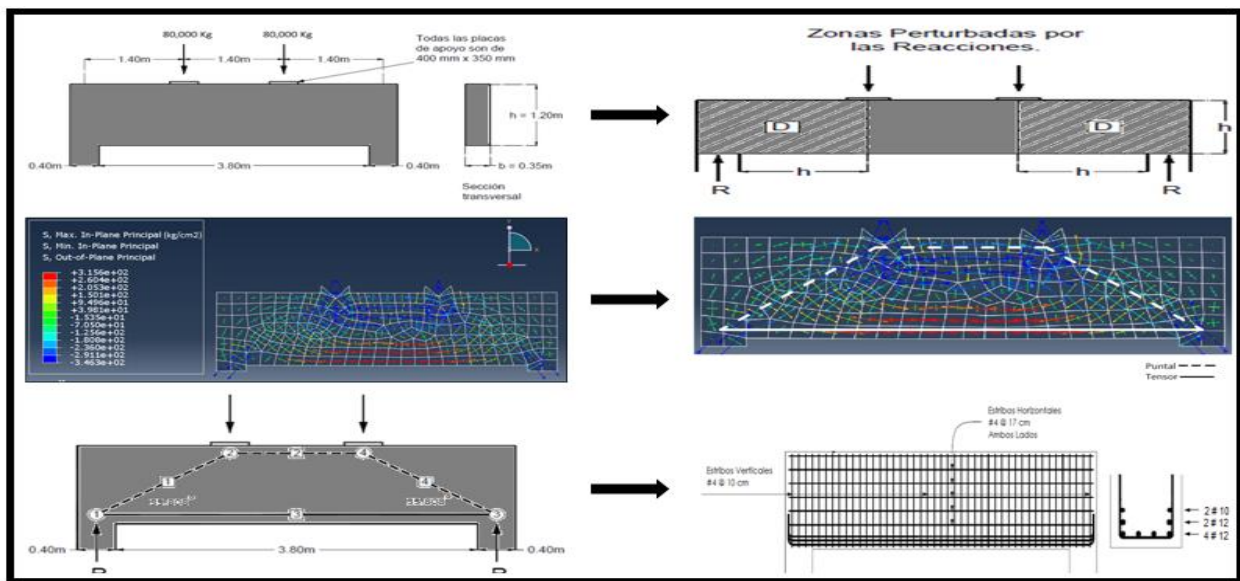 80,000 Kg 80,000 Kg
1.40m 1.40m 1.40m
Todas las placas
de apoyo son de
400 mm x 350 mm
h = 1.20m
0.40m 3.80m 0.40m b = 0.35m
Sección
transversal
Zonas Perturbadas por
las Reacciones.
D D h
h h
R R
S, Max. In-Plane Principal (kg/cm2)
S, Min. In-Plane Principal
S, Out-of-Plane Principal
+3.156e+02
+2.604e+02
+2.053e+02
+1.501e+02
+9.496e+01
+3.981e+01
-1.535e+01
-7.050e+01
-1.256e+02
-1.808e+02
-2.360e+02
-2.911e+02
-3.463e+02
Puntal
Tensor
2 2 4
1 4
1 3 3
0.40m 3.80m 0.40m
Estribos Horizontales
#4 @ 17 cm
Ambos Lados
Estribos Verticales
#4 @ 10 cm
2 # 10
2 # 12
4 # 12